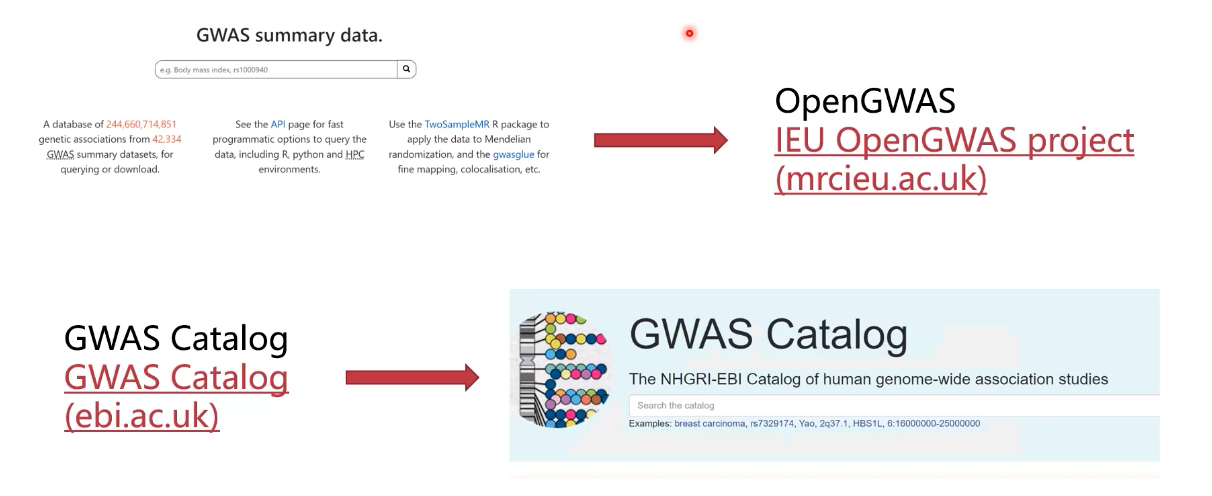 GWAS summary data.
e.g. Body mass index, rs1000940
A database of 244,660,714,851
genetic associations from 42,334
GWAS summary datasets, for
querying or download.
See the API page for fast
programmatic options to query the
data, including R, python and HPC
environments.
Use the TwoSampleMR R package to
apply the data to Mendelian
randomization, and the gwasglue for
fine mapping, colocalisation, etc.
OpenGWAS
IEU OpenGWAS project
(mrcieu.ac.uk)
GWAS Catalog
GWAS Catalog
(ebi.ac.uk)
GWAS Catalog
The NHGRI-EBI Catalog of human genome-wide association studies
Search the catalog
Examples: breast carcinoma, rs7329174, Yao, 2q37.1, HBS1L, 6:16000000-25000000